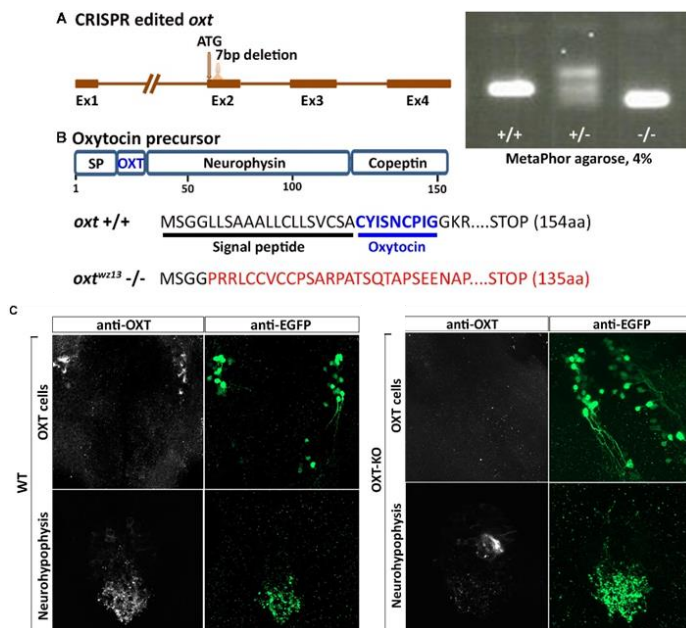 A CRISPR edited oxt
ATG
7bp deletion
Ex1 Ex2 Ex3 Ex4
+/+ +/- -/-
MetaPhor agarose, 4%
B Oxytocin precursor
SP OXT Neurophysin Copeptin
1 50 100 150
oxt +/+ MSGGLLSAAALLCLLSVCSACYISNCPIGGKR....STOP (154aa)
Signal peptide Oxytocin
oxtwz13 -/- MSGGPRRLCCVCCPSARPATSQTAPSEENAP....STOP (135aa)
C
anti-OXT anti-EGFP
WT
OXT cells
Neurohypophysis
anti-OXT anti-EGFP
OXT-KO
OXT cells
Neurohypophysis